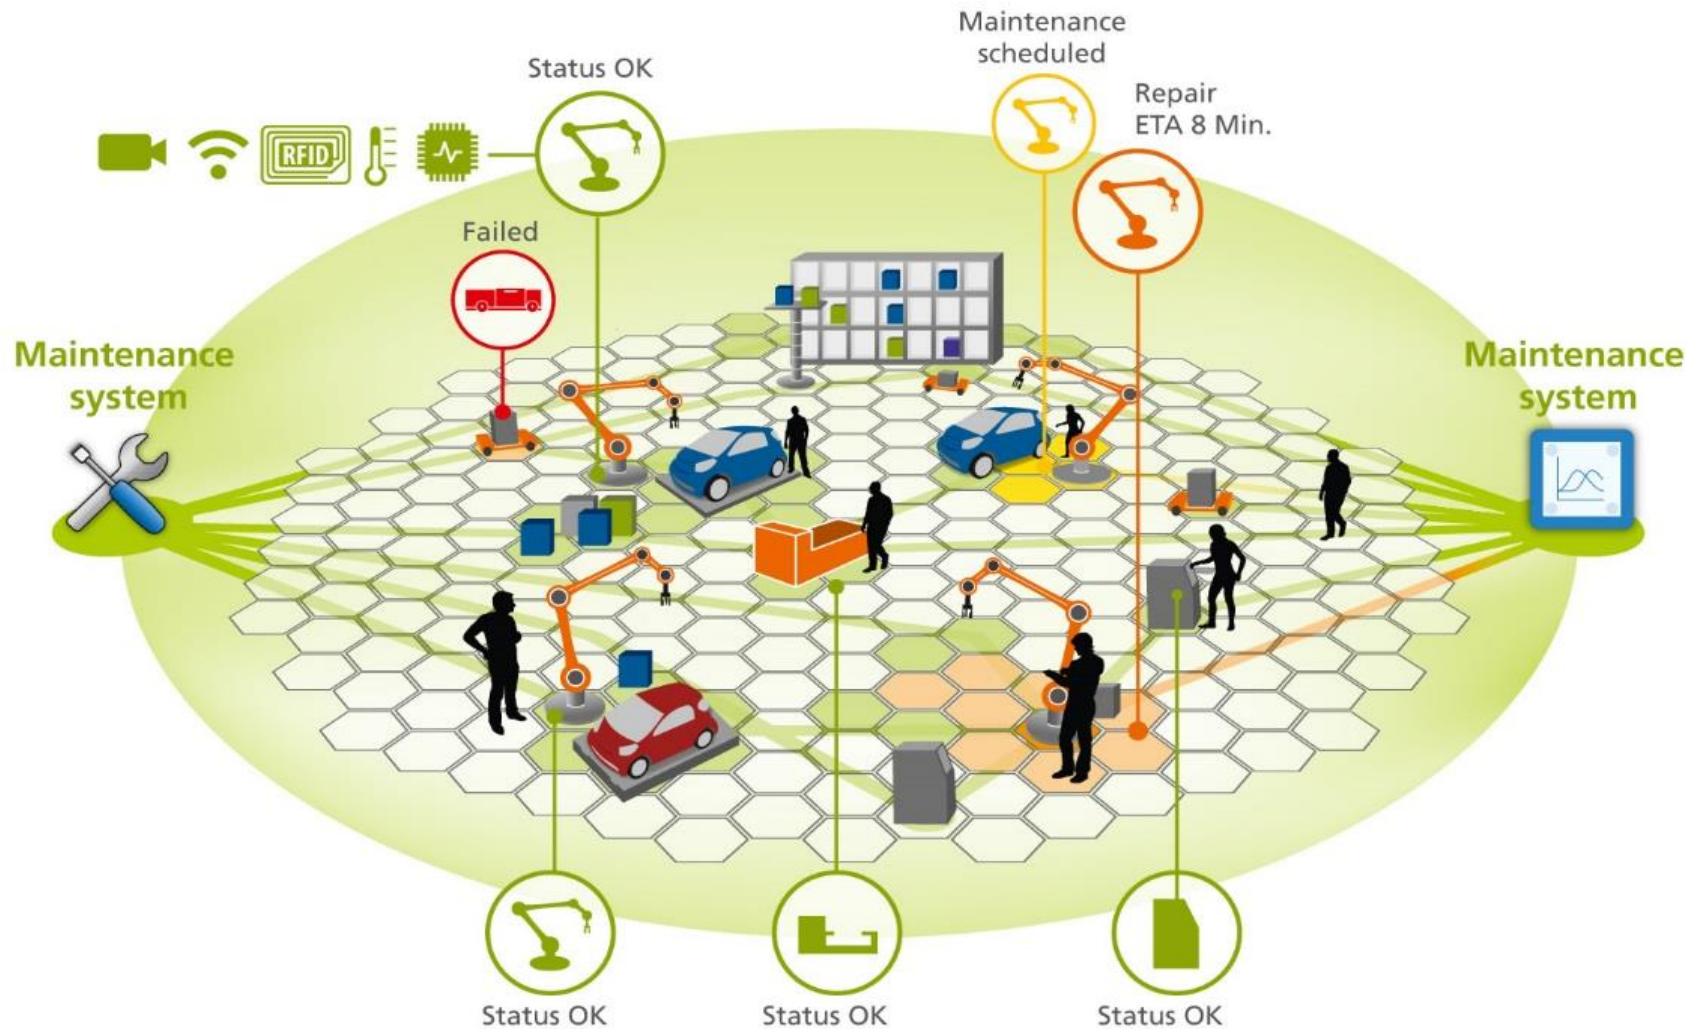 Maintenance
scheduled
Status OK
Repair
ETA 8 Min.
RFID
Failed
Maintenance
system
Maintenance
system
Status OK
Status OK
Status OK